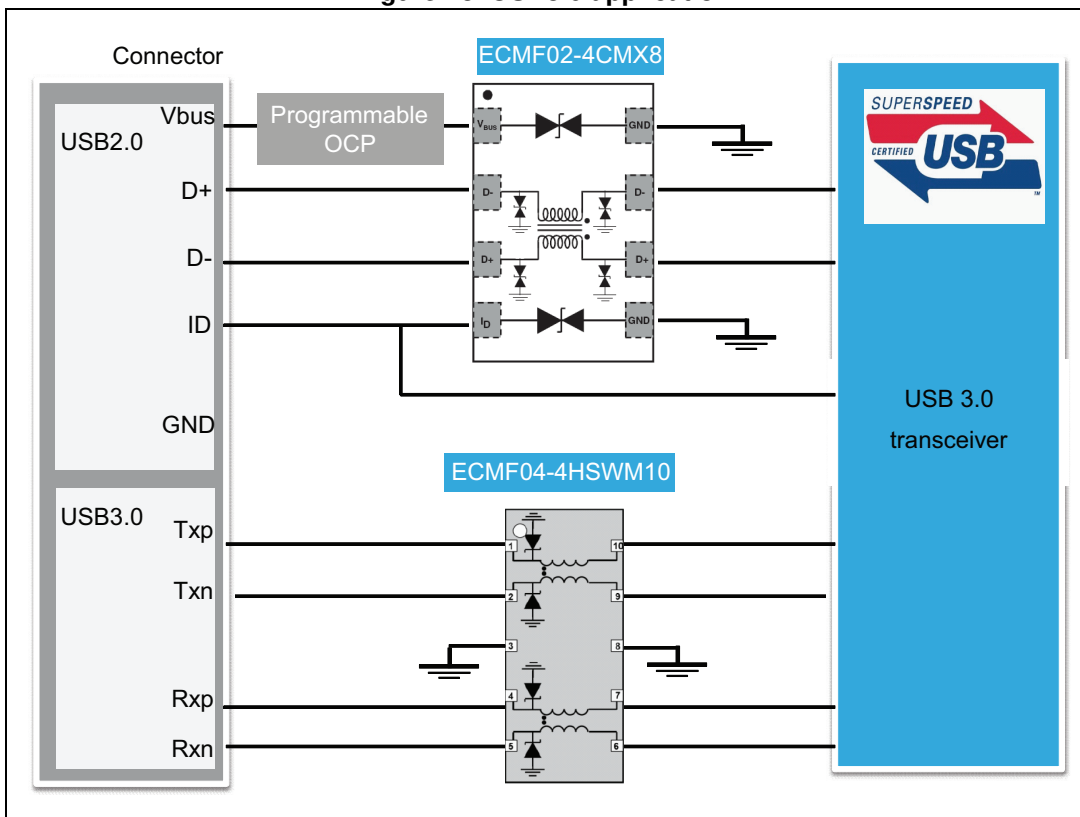 Connector
ECMF02-4CMX8
USB2.0
Vbus
Programmable
OCP
VBUS
GND
SUPERSPEED
CERTIFIED
USB
TM
D+
D-
D-
D-
D+
D+
ID
ID
GND
GND
USB 3.0
transceiver
ECMF04-4HSWM10
USB3.0
Txp
1
10
Txn
2
9
3
8
Rxp
4
7
Rxn
5
6